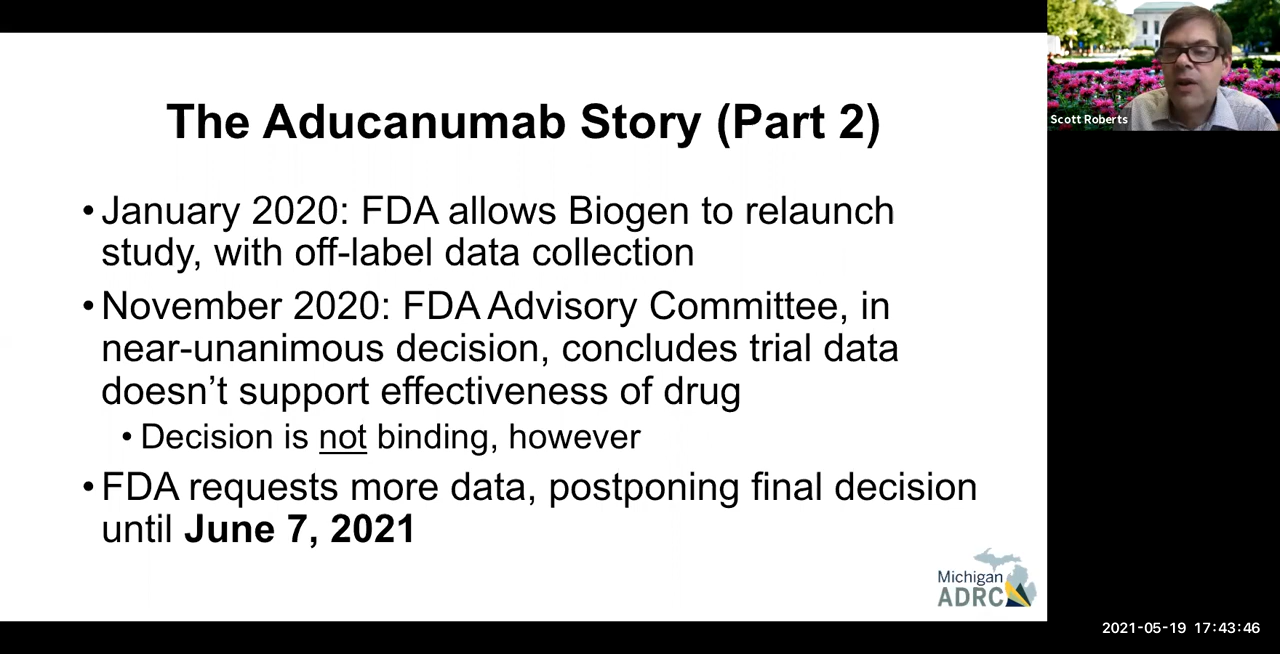 The Aducanumab Story (Part 2)
•January 2020: FDA allows Biogen to relaunch
study, with off-label data collection
•November 2020: FDA Advisory Committee, in
near-unanimous decision, concludes trial data
doesn’t support effectiveness of drug
•Decision is not binding, however
•FDA requests more data, postponing final decision
until June 7, 2021
Michigan
ADRC
Scott Roberts
2021-05-19 17:43:46